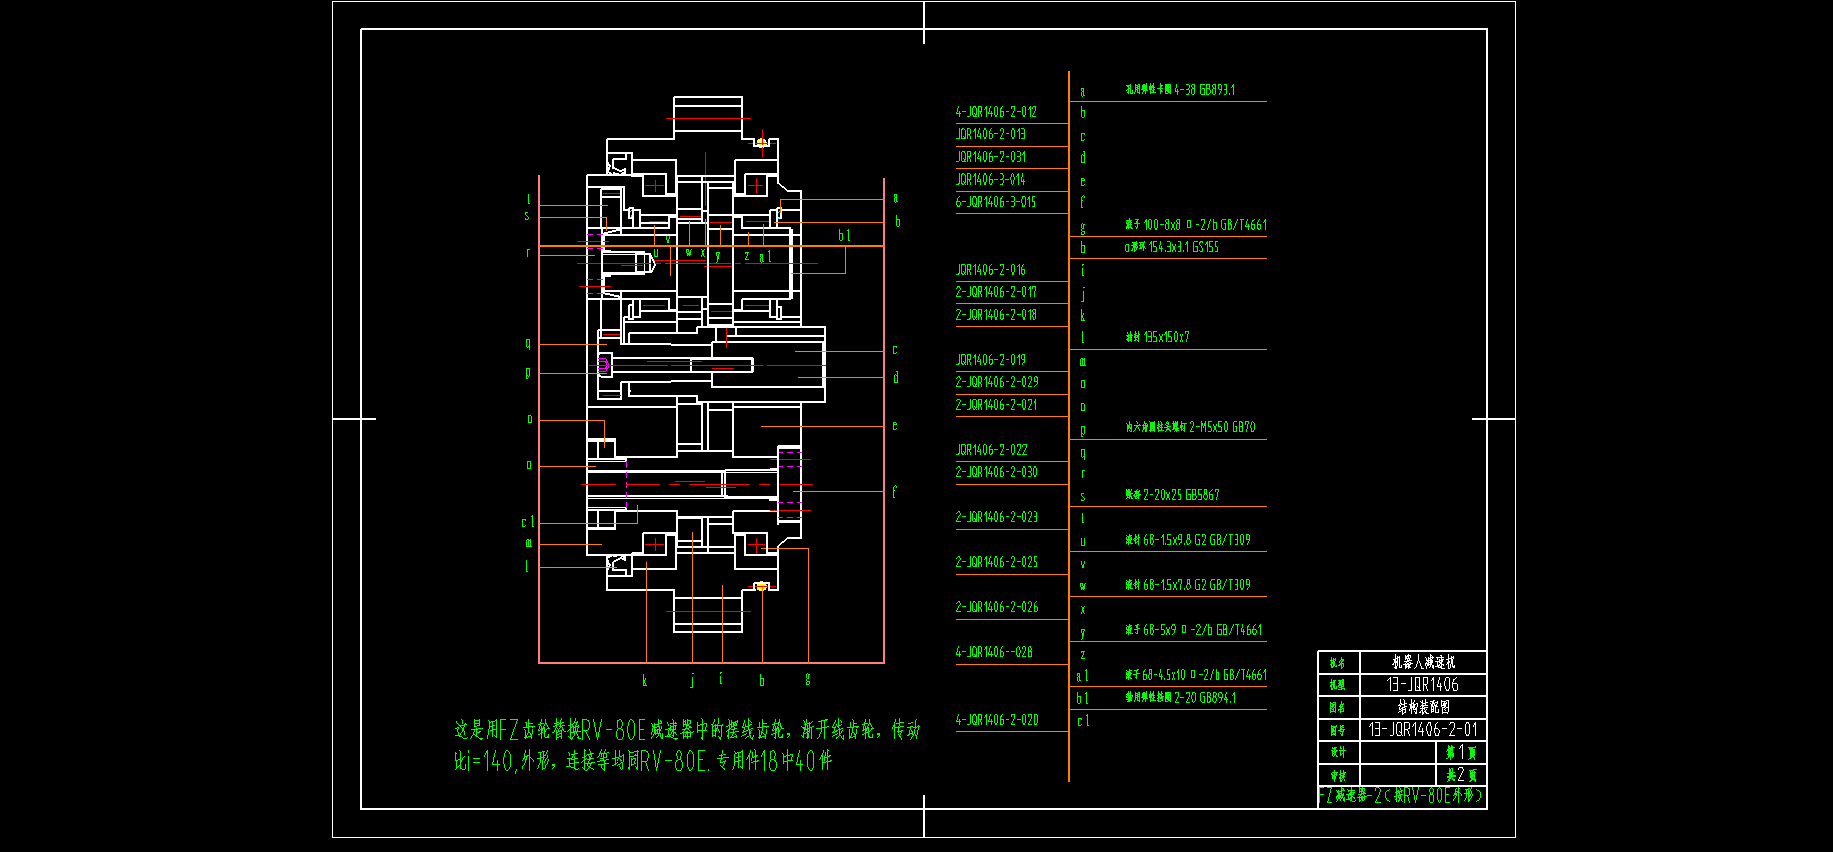 a 孔用弹性卡圈 4-38 GB893.1
4-JQR1406-2-012 b
JQR1406-2-013 c
JQR1406-2-031 d
JQR1406-3-014 e
6-JQR1406-3-015 f
g 滚子 100-8x8 -2/b GB/T4661
b o形环 154.3x3.1 GS155
JQR1406-2-016 i
2-JQR1406-2-017 j
2-JQR1406-2-018 k
l 油封 135x150x7
JQR1406-2-019 m
2-JQR1406-2-029 n
2-JQR1406-2-021 o
p 内六角圆柱头螺钉 2-M5x50 GB70
JQR1406-2-022 q
2-JQR1406-2-030 r
s 2-20x25 GB5867
2-JQR1406-2-023 l
u 滚针 68-1.5x9.8 G2 GB/T309
2-JQR1406-2-025 v
w 滚针 68-1.5x7.8 G2 GB/T309
2-JQR1406-2-026 x
y 滚子 68-5x9 -2/b GB/T4661
4-JQR1406--028 z
a1 滚子 68-4.5x10 -2/b GB/T4661
b1 轴用弹性挡圈 2-20 GB894.1
4-JQR1406-2-020 c1
l
s
r
q
p
o
n
c1
m
l
a
b
b1
c
d
e
f
v
u w x y z a1
k j i b g
这是用FZ齿轮替换RV-80E减速器中的摆线齿轮，渐开线齿轮，传动
比i=140,外形，连接等均同RV-80E.专用件18中40件
机名 机器人减速机
机型 13-JQR1406
图名 结构装配图
图号 13-JQR1406-2-01
设计 第1页
审核 共2页
FZ减速器-2(按RV-80E外形)